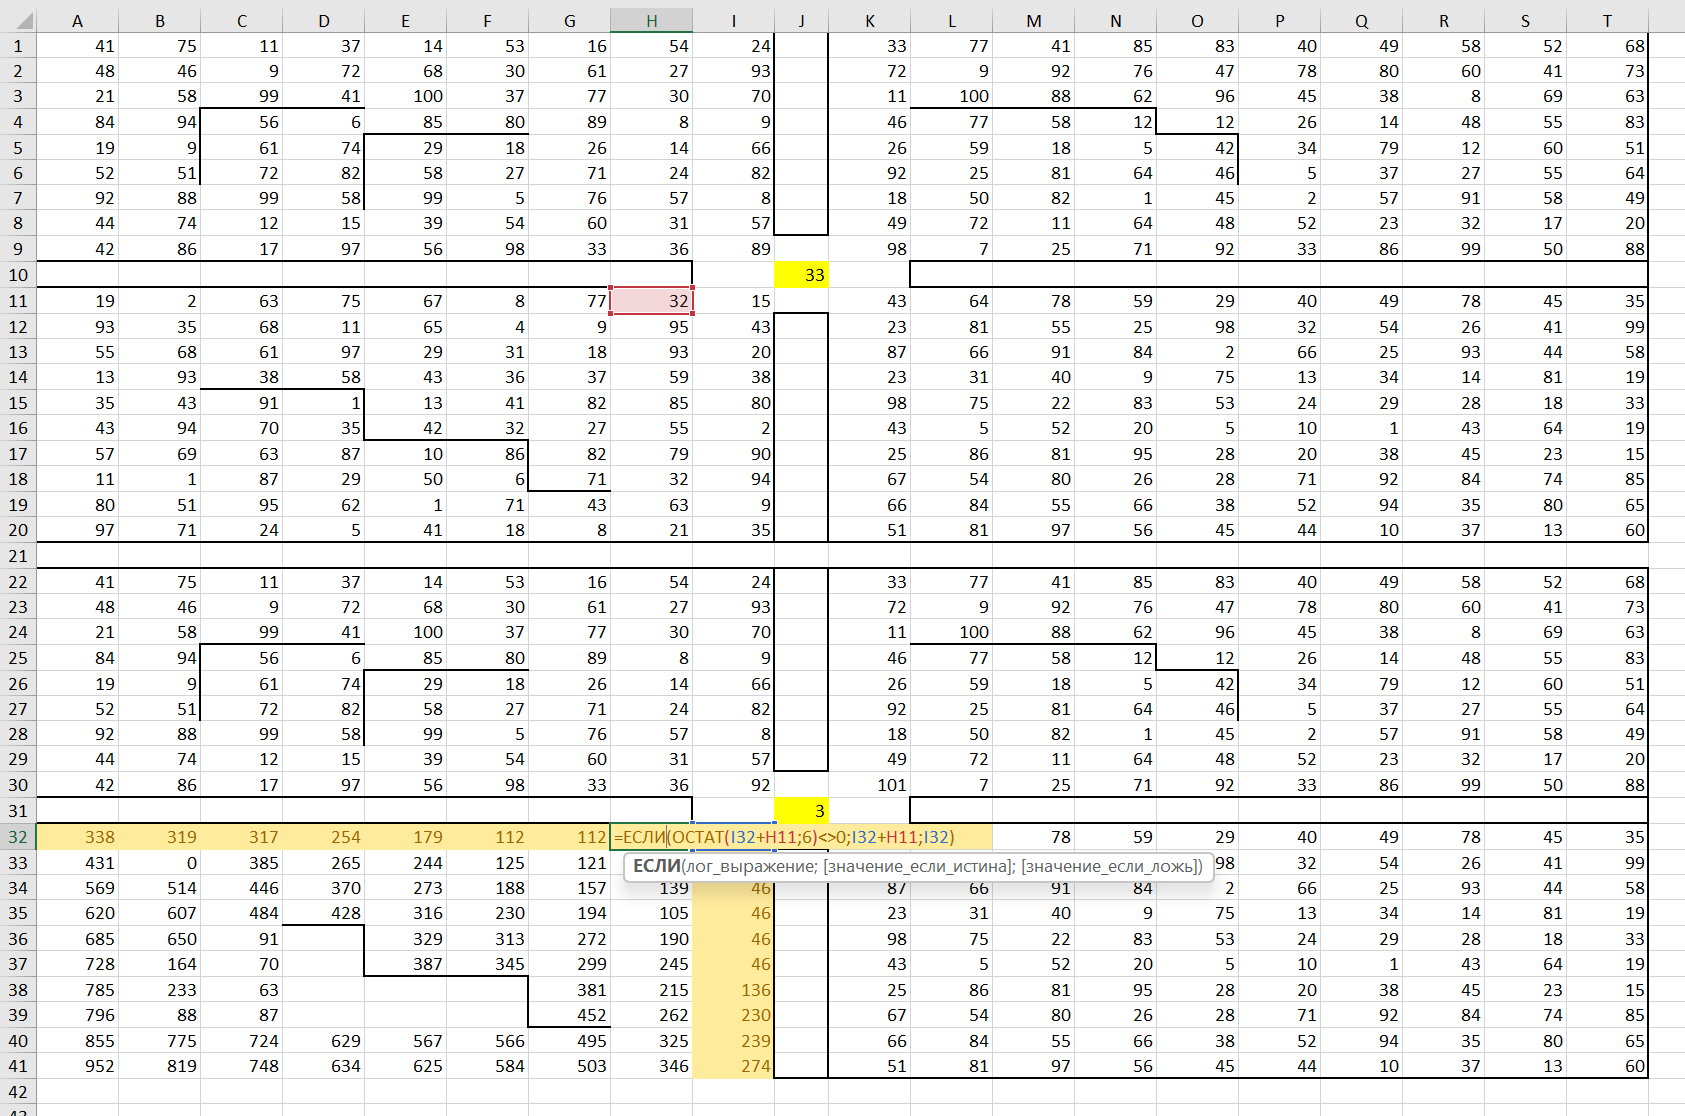 A B C D E F G H I J K L M N O P Q R S T
1 41 75 11 37 14 53 16 54 24 33 77 41 85 83 40 49 58 52 68
2 48 46 9 72 68 30 61 27 93 72 9 92 76 47 78 80 60 41 73
3 21 58 99 41 100 37 77 30 70 11 100 88 62 96 45 38 8 69 63
4 84 94 56 6 85 80 89 8 9 46 77 58 12 12 26 14 48 55 83
5 19 9 61 74 29 18 26 14 66 26 59 18 5 42 34 79 12 60 51
6 52 51 72 82 58 27 71 24 82 92 25 81 64 46 5 37 27 55 64
7 92 88 99 58 99 5 76 57 8 18 50 82 1 45 2 57 91 58 49
8 44 74 12 15 39 54 60 31 57 49 72 11 64 48 52 23 32 17 20
9 42 86 17 97 56 98 33 36 89 98 7 25 71 92 33 86 99 50 88
10 33
11 19 2 63 75 67 8 77 32 15 43 64 78 59 29 40 49 78 45 35
12 93 35 68 11 65 4 9 95 43 23 81 55 25 98 32 54 26 41 99
13 55 68 61 97 29 31 18 93 20 87 66 91 84 2 66 25 93 44 58
14 13 93 38 58 43 36 37 59 38 23 31 40 9 75 13 34 14 81 19
15 35 43 91 1 13 41 82 85 80 98 75 22 83 53 24 29 28 18 33
16 43 94 70 35 42 32 27 55 2 43 5 52 20 5 10 1 43 64 19
17 57 69 63 87 10 86 82 79 90 25 86 81 95 28 20 38 45 23 15
18 11 1 87 29 50 6 71 32 94 67 54 80 26 28 71 92 84 74 85
19 80 51 95 62 1 71 43 63 9 66 84 55 66 38 52 94 35 80 65
20 97 71 24 5 41 18 8 21 35 51 81 97 56 45 44 10 37 13 60
21
22 41 75 11 37 14 53 16 54 24 33 77 41 85 83 40 49 58 52 68
23 48 46 9 72 68 30 61 27 93 72 9 92 76 47 78 80 60 41 73
24 21 58 99 41 100 37 77 30 70 11 100 88 62 96 45 38 8 69 63
25 84 94 56 6 85 80 89 8 9 46 77 58 12 12 26 14 48 55 83
26 19 9 61 74 29 18 26 14 66 26 59 18 5 42 34 79 12 60 51
27 52 51 72 82 58 27 71 24 82 92 25 81 64 46 5 37 27 55 64
28 92 88 99 58 99 5 76 57 8 18 50 82 1 45 2 57 91 58 49
29 44 74 12 15 39 54 60 31 57 49 72 11 64 48 52 23 32 17 20
30 42 86 17 97 56 98 33 36 92 101 7 25 71 92 33 86 99 50 88
31 3
32 338 319 317 254 179 112 112 =ЕСЛИ(ОСТАТ(I32+H11;6)<>0;I32+H11;I32) 78 59 29 40 49 78 45 35
33 431 0 385 265 244 125 121 ЕСЛИ(лог_выражение; [значение_если_истина]; [значение_если_ложь]) 98 32 54 26 41 99
34 569 514 446 370 273 188 157 139 46 87 66 91 84 2 66 25 93 44 58
35 620 607 484 428 316 230 194 105 46 23 31 40 9 75 13 34 14 81 19
36 685 650 91 329 313 272 190 46 98 75 22 83 53 24 29 28 18 33
37 728 164 70 387 345 299 245 46 43 5 52 20 5 10 1 43 64 19
38 785 233 63 381 215 136 25 86 81 95 28 20 38 45 23 15
39 796 88 87 452 262 230 67 54 80 26 28 71 92 84 74 85
40 855 775 724 629 567 566 495 325 239 66 84 55 66 38 52 94 35 80 65
41 952 819 748 634 625 584 503 346 274 51 81 97 56 45 44 10 37 13 60
42